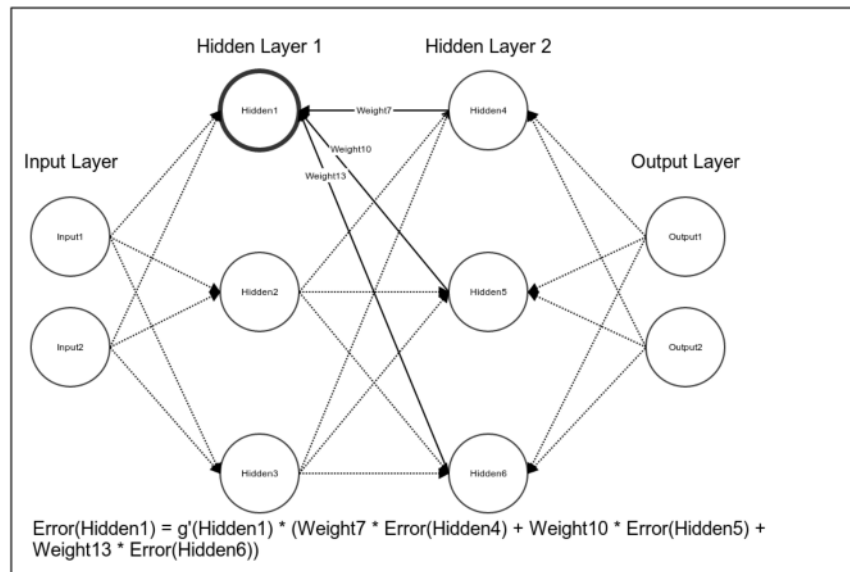 Hidden Layer 1
Hidden Layer 2
Hidden1
Weight7
Hidden4
Weight10
Input Layer
Weight13
Output Layer
Input1
Output1
Hidden2
Hidden5
Input2
Output2
Hidden3
Hidden6
Error(Hidden1) = g'(Hidden1) * (Weight7 * Error(Hidden4) + Weight10 * Error(Hidden5) +
Weight13 * Error(Hidden6))